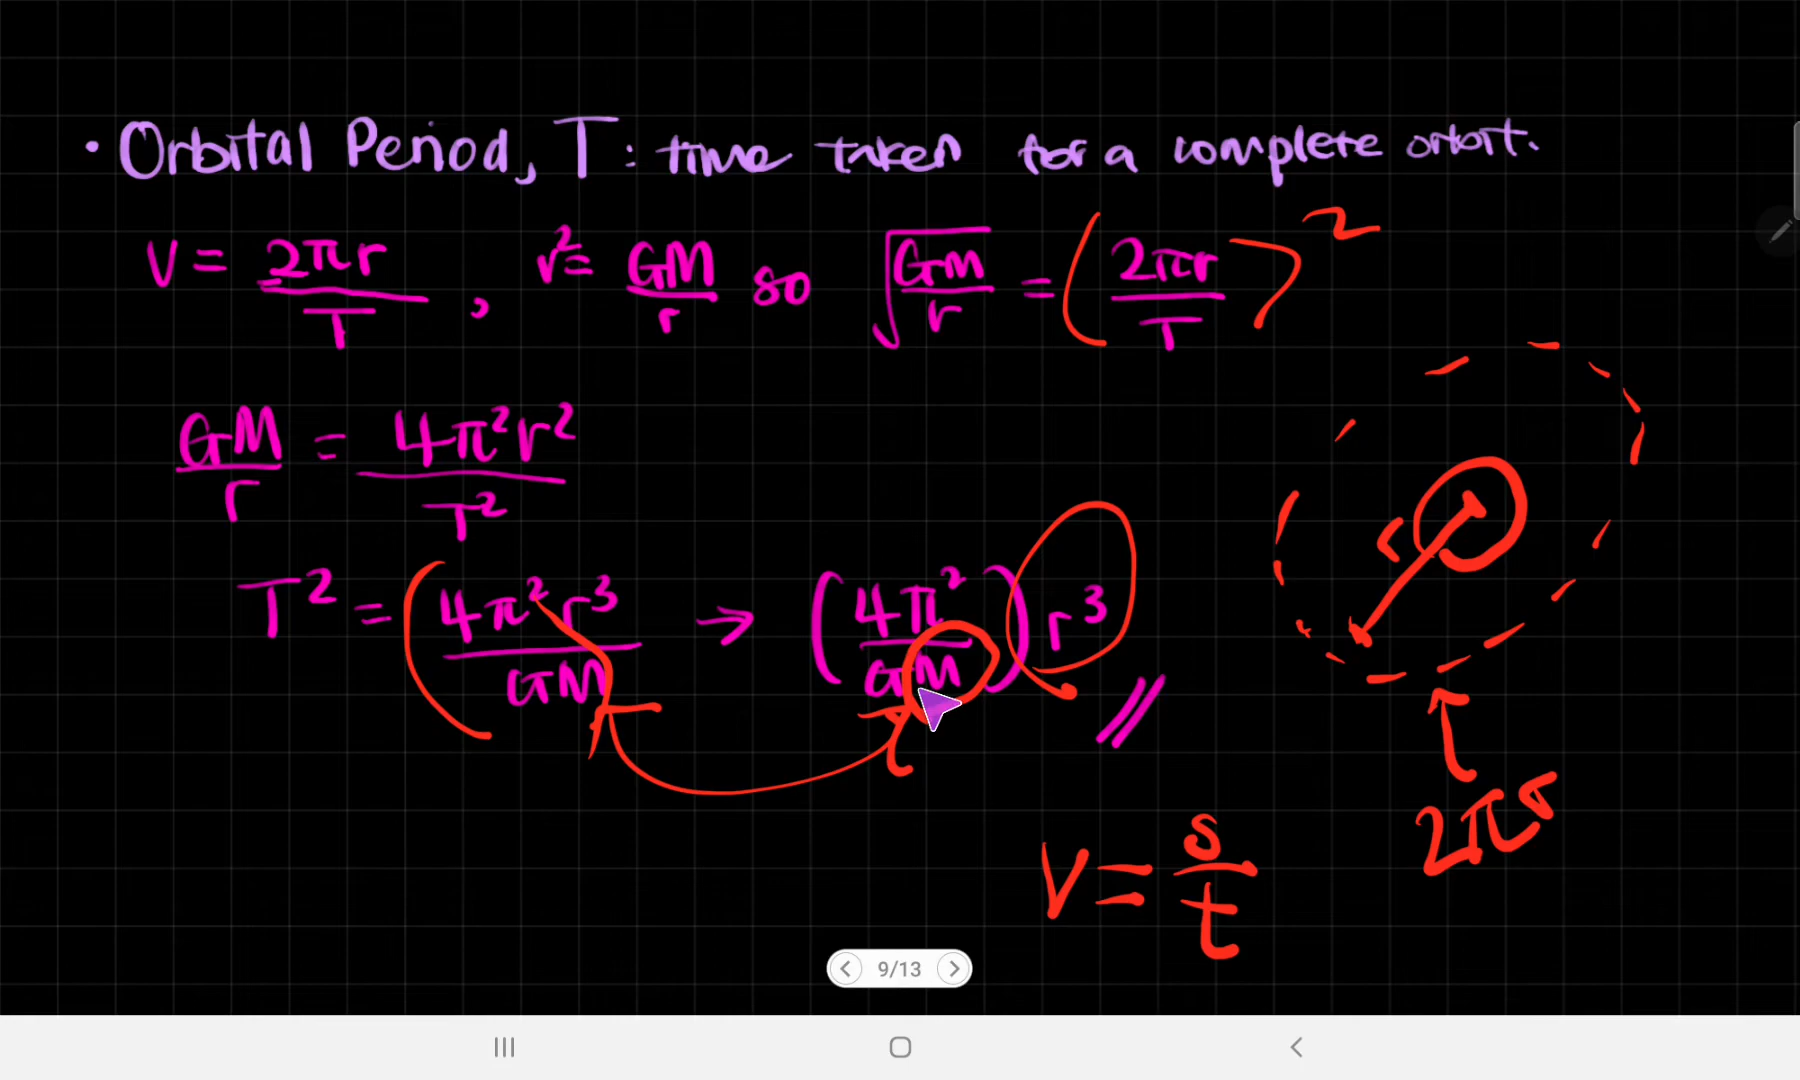 • Orbital Period, T : time taken for a complete orbit.
V = 2πr/T , v² = GM/r so √(GM/r) = (2πr/T)²
GM/r = 4π²r²/T²
r
T² = (4π²r³/GM → (4π²/GM) r³ //
2πr
V = s/t
9/13